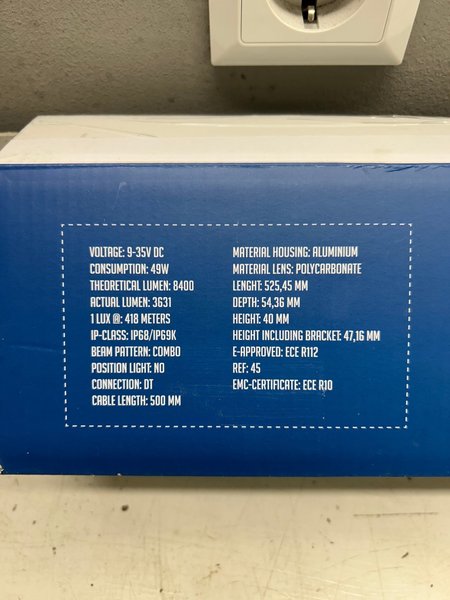 VOLTAGE: 9-35V DC
CONSUMPTION: 49W
THEORETICAL LUMEN: 8400
ACTUAL LUMEN: 3631
1 LUX @: 418 METERS
IP-CLASS: IP68/IP69K
BEAM PATTERN: COMBO
POSITION LIGHT: NO
CONNECTION: DT
CABLE LENGTH: 500 MM
MATERIAL HOUSING: ALUMINIUM
MATERIAL LENS: POLYCARBONATE
LENGHT: 525,45 MM
DEPTH: 54,36 MM
HEIGHT: 40 MM
HEIGHT INCLUDING BRACKET: 47,16 MM
E-APPROVED: ECE R112
REF: 45
EMC-CERTIFICATE: ECE R10